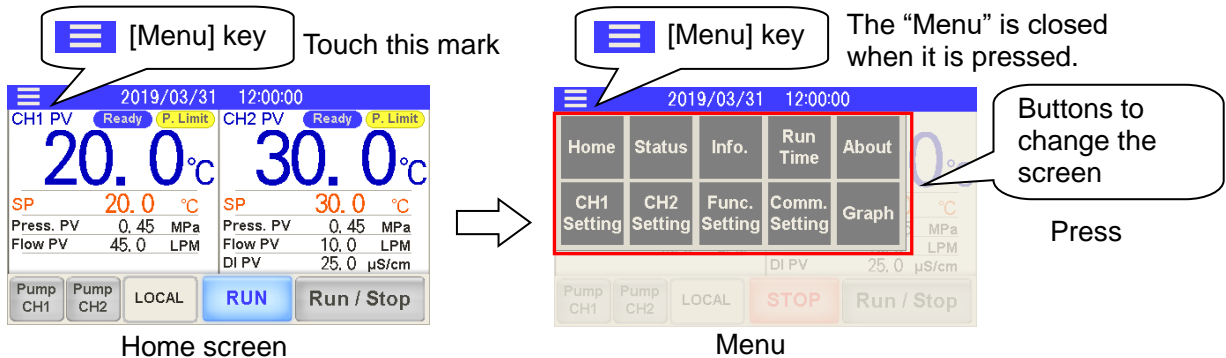 [Menu] key
Touch this mark
2019/03/31 12:00:00
CH1 PV Ready P. Limit CH2 PV Ready P. Limit
20.0℃ 30.0℃
SP 20.0 ℃ SP 30.0 ℃
Press. PV 0.45 MPa Press. PV 0.45 MPa
Flow PV 45.0 LPM Flow PV 10.0 LPM
DI PV 25.0 μS/cm
Pump CH1
Pump CH2
LOCAL
RUN
Run / Stop
Home screen
[Menu] key
The “Menu” is closed
when it is pressed.
2019/03/31 12:00:00
Home Status Info. Run Time About
CH1 Setting CH2 Setting Func. Setting Comm. Setting Graph
℃
℃
MPa
LPM
DI PV 25.0 μS/cm
Pump CH1
Pump CH2
LOCAL
STOP
Run / Stop
Buttons to
change the
screen
Press
Menu